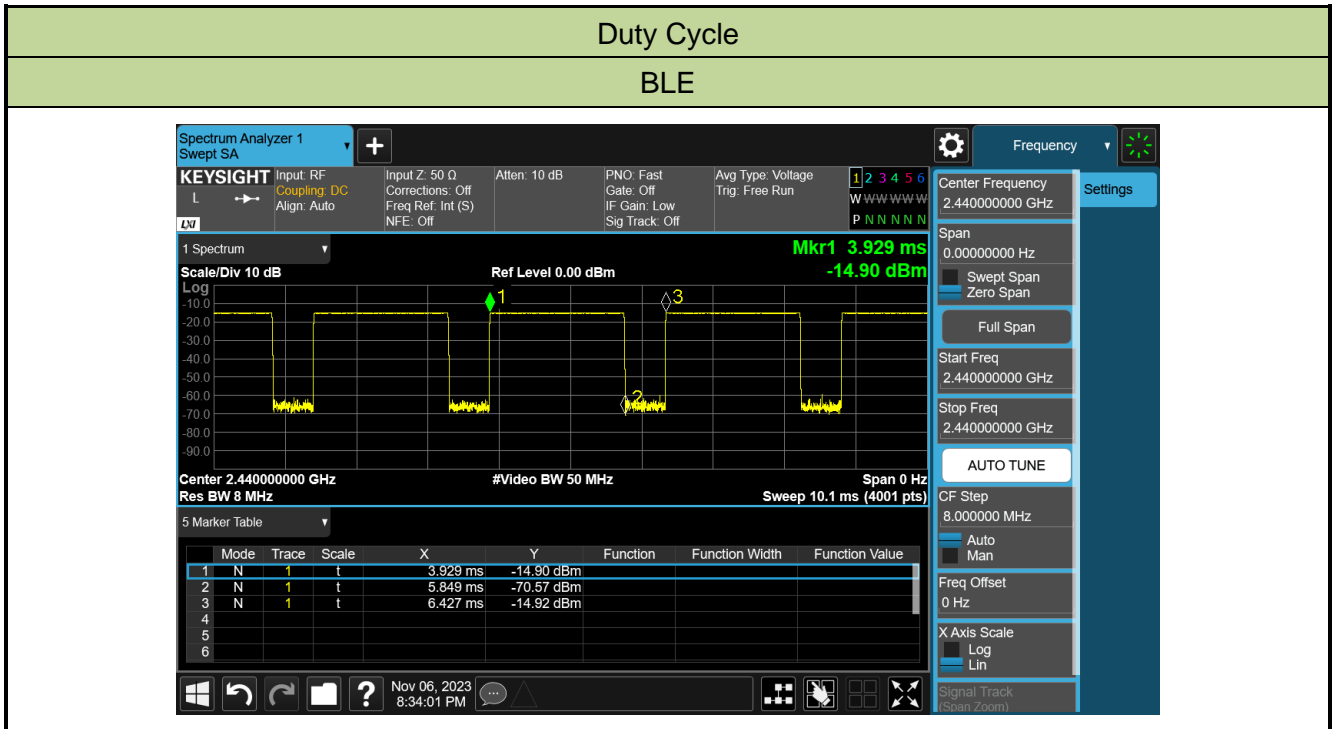 Duty Cycle
BLE
Spectrum Analyzer 1
Swept SA
Frequency
KEYSIGHT
L
LXI
Input: RF
Coupling: DC
Align: Auto
Input Z: 50 Ω
Corrections: Off
Freq Ref: Int (S)
NFE: Off
Atten: 10 dB
PNO: Fast
Gate: Off
IF Gain: Low
Sig Track: Off
Avg Type: Voltage
Trig: Free Run
1 2 3 4 5 6
W W W W W W
P N N N N N
1 Spectrum
Mkr1 3.929 ms
-14.90 dBm
Scale/Div 10 dB
Ref Level 0.00 dBm
Log
-10.0
-20.0
-30.0
-40.0
-50.0
-60.0
-70.0
-80.0
-90.0
1
2
3
Center 2.440000000 GHz
#Video BW 50 MHz
Span 0 Hz
Res BW 8 MHz
Sweep 10.1 ms (4001 pts)
5 Marker Table
Mode Trace Scale X Y Function Function Width Function Value
1 N 1 t 3.929 ms -14.90 dBm
2 N 1 t 5.849 ms -70.57 dBm
3 N 1 t 6.427 ms -14.92 dBm
4
5
6
Nov 06, 2023
8:34:01 PM
Center Frequency
2.440000000 GHz
Settings
Span
0.00000000 Hz
Swept Span
Zero Span
Full Span
Start Freq
2.440000000 GHz
Stop Freq
2.440000000 GHz
AUTO TUNE
CF Step
8.000000 MHz
Auto
Man
Freq Offset
0 Hz
X Axis Scale
Log
Lin
Signal Track
(Span Zoom)